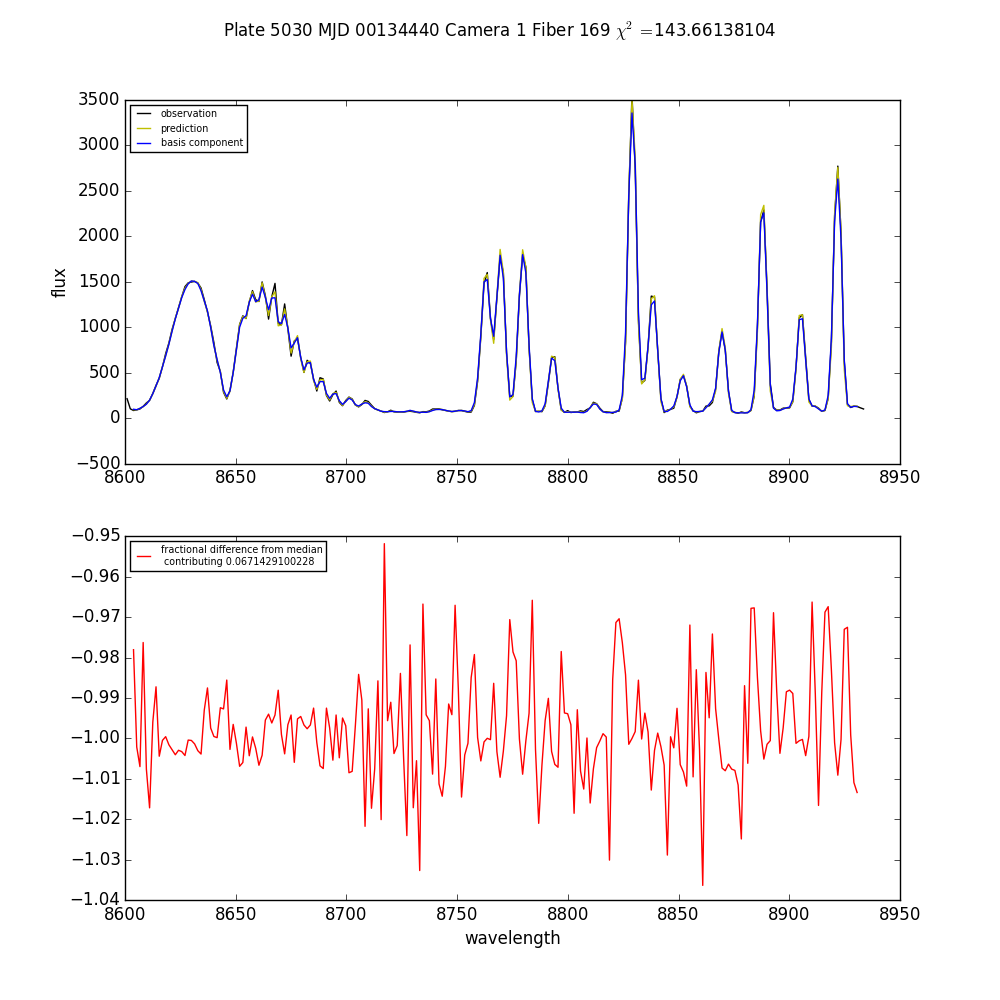 Plate 5030 MJD 00134440 Camera 1 Fiber 169 χ² =143.66138104
3500
3000
2500
2000
1500
1000
500
0
−500
flux
observation
prediction
basis component
8600 8650 8700 8750 8800 8850 8900 8950
−0.95
−0.96
−0.97
−0.98
−0.99
−1.00
−1.01
−1.02
−1.03
−1.04
fractional difference from median
contributing 0.0671429100228
8600 8650 8700 8750 8800 8850 8900 8950
wavelength